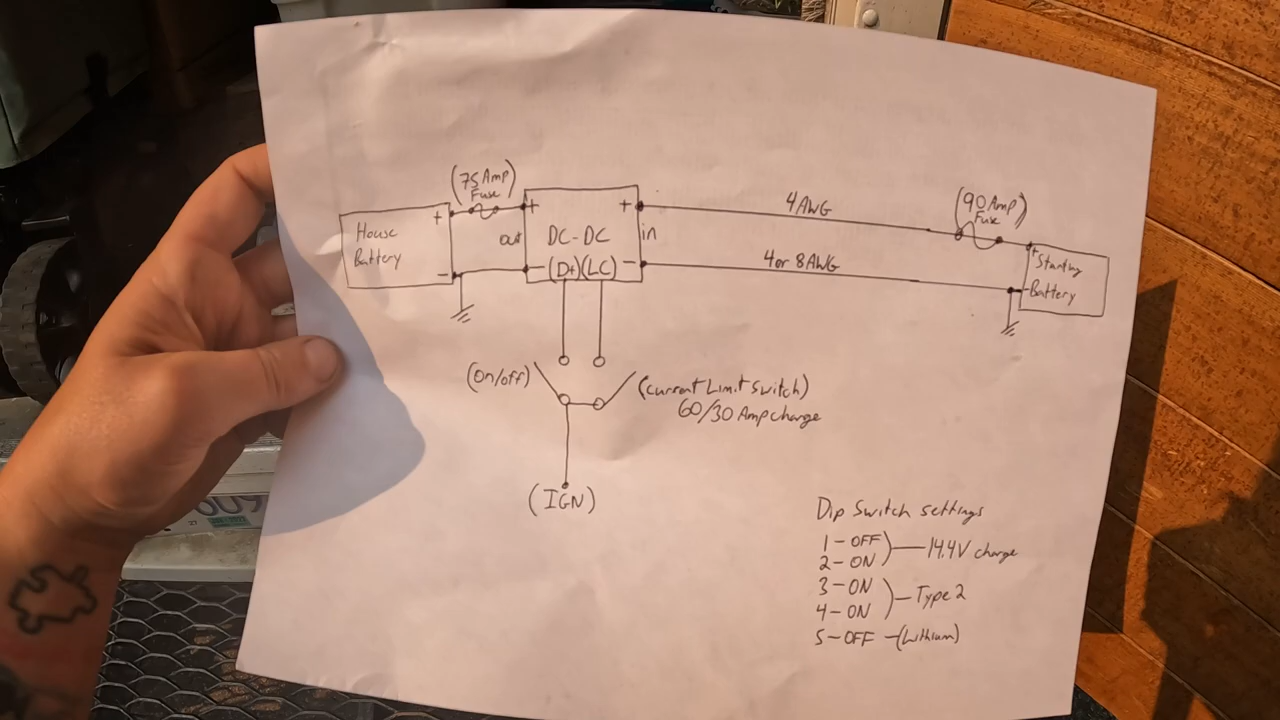 (75 Amp)
Fuse
(90 Amp)
Fuse
4AWG
House
Battery
+
-
out
+
-
DC-DC
(D+)(LC)
+
-
in
4 or 8AWG
+
Starting
-
Battery
(on/off)
(Current Limit Switch)
60/30 Amp charge
(IGN)
Dip Switch settings
1-OFF
2-ON
14.4V charge
3-ON
4-ON
Type 2
5-OFF -(Lithium)